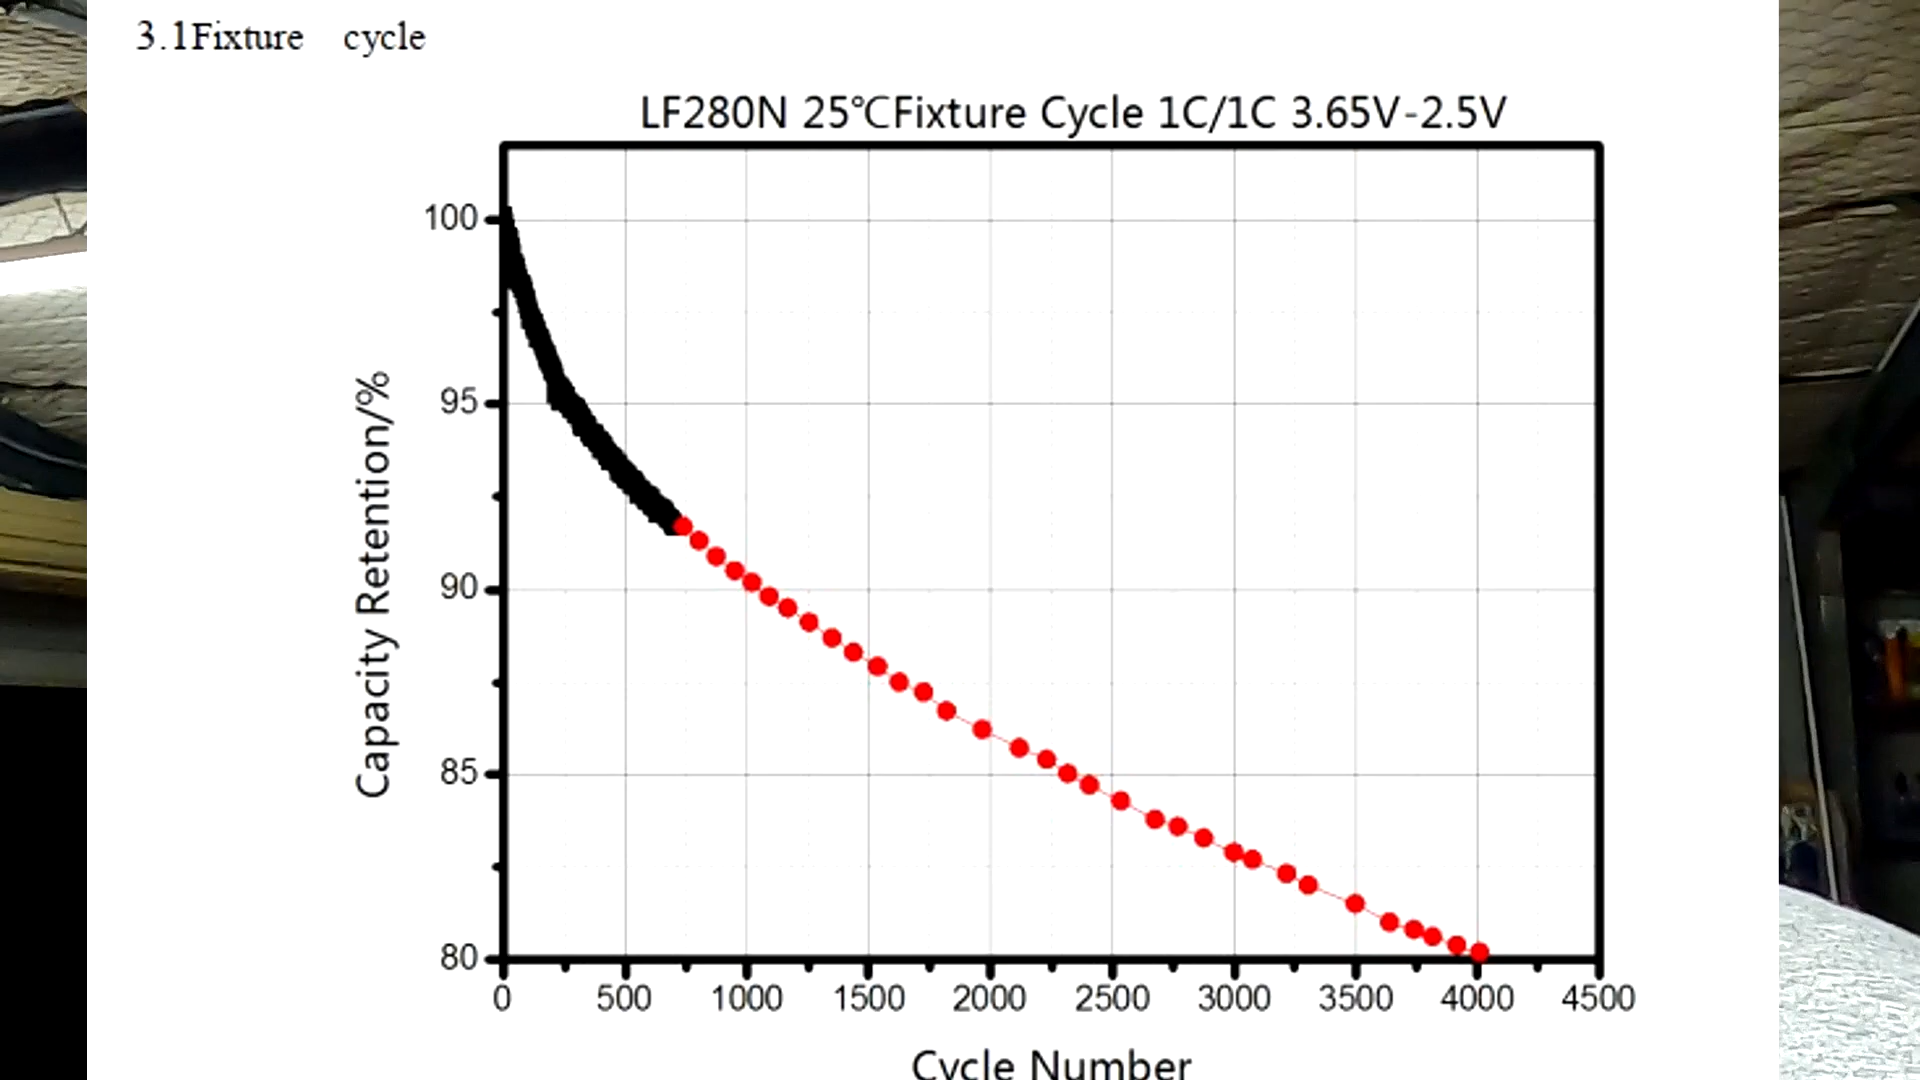 3.1Fixture cycle
LF280N 25℃Fixture Cycle 1C/1C 3.65V-2.5V
Capacity Retention/%
100
95
90
85
80
0 500 1000 1500 2000 2500 3000 3500 4000 4500
Cycle Number